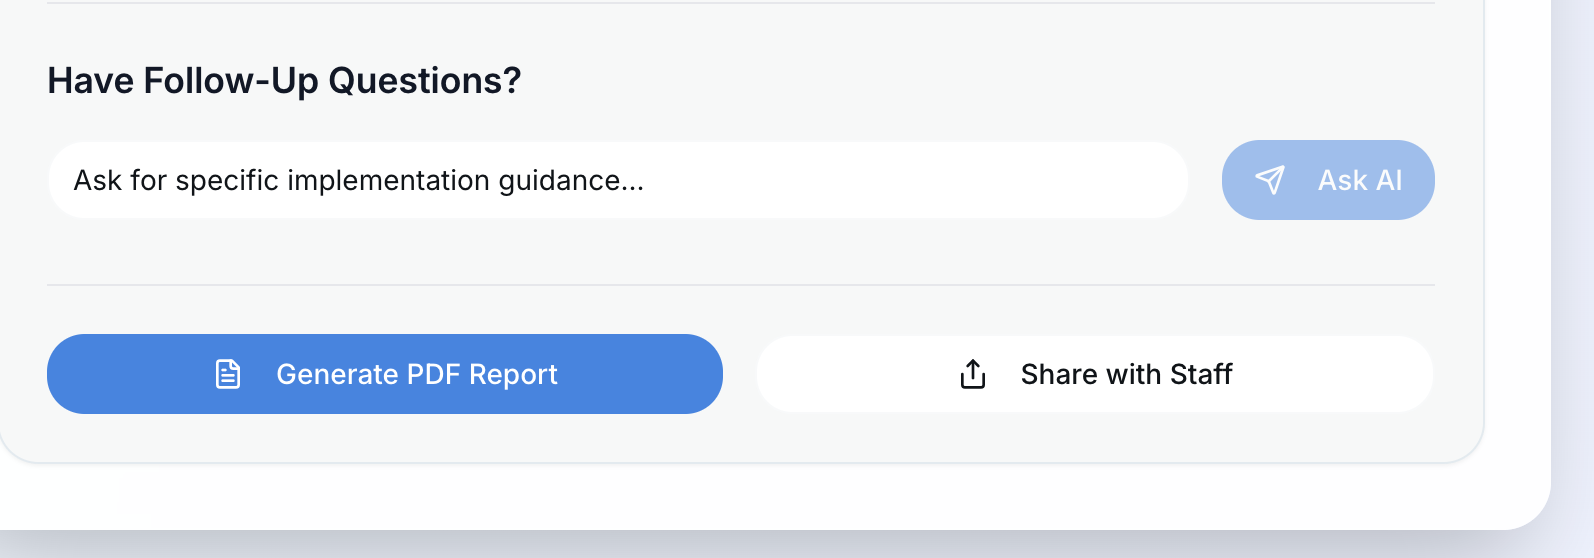 Have Follow-Up Questions?
Ask for specific implementation guidance...
Ask AI
Generate PDF Report
Share with Staff